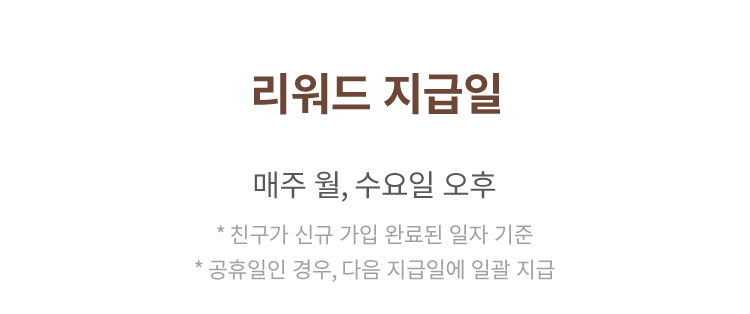 리워드 지급일
매주 월, 수요일 오후
* 친구가 신규 가입 완료된 일자 기준
* 공휴일인 경우, 다음 지급일에 일괄 지급